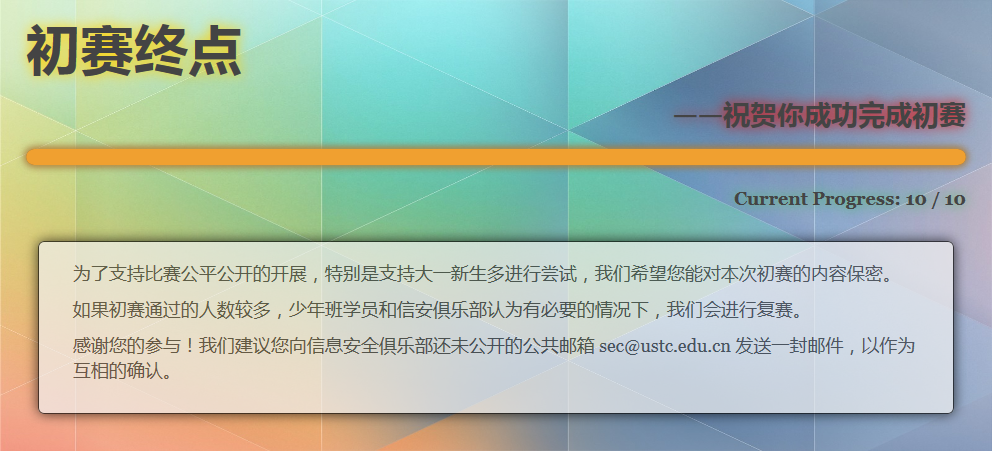 初赛终点
——祝贺你成功完成初赛
Current Progress: 10 / 10
为了支持比赛公平公开的开展，特别是支持大一新生多进行尝试，我们希望您能对本次初赛的内容保密。
如果初赛通过的人数较多，少年班学员和信安俱乐部认为有必要的情况下，我们会进行复赛。
感谢您的参与！我们建议您向信息安全俱乐部还未公开的公共邮箱 sec@ustc.edu.cn 发送一封邮件，以作为
互相的确认。